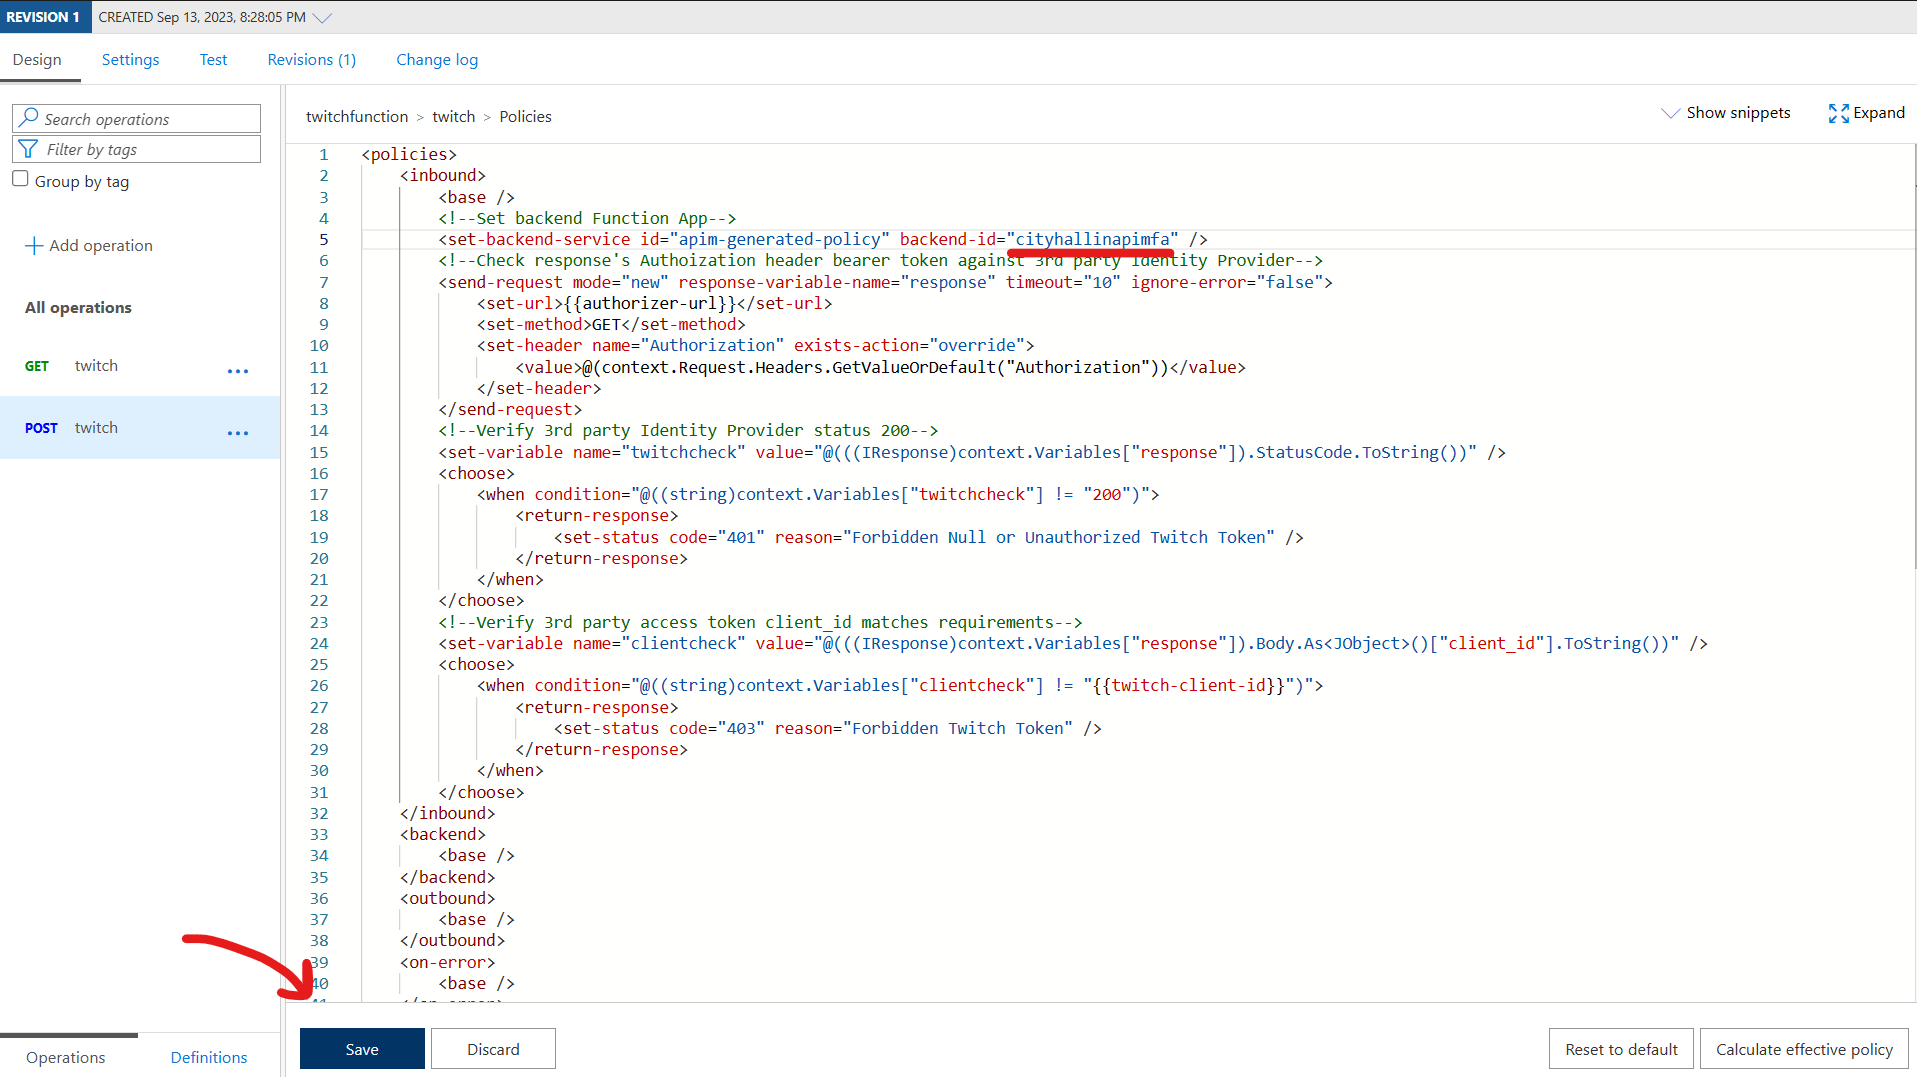 REVISION 1 CREATED Sep 13, 2023, 8:28:05 PM
Design Settings Test Revisions (1) Change log
Search operations
Filter by tags
Group by tag
Add operation
All operations
GET twitch ...
POST twitch ...
Operations Definitions
twitchfunction > twitch > Policies
Show snippets Expand
1 <policies>
2 <inbound>
3 <base />
4 <!--Set backend Function App-->
5 <set-backend-service id="apim-generated-policy" backend-id="cityhallinapimfa" />
6 <!--Check response's Authoization header bearer token against 3rd party Identity Provider-->
7 <send-request mode="new" response-variable-name="response" timeout="10" ignore-error="false">
8 <set-url>{{authorizer-url}}</set-url>
9 <set-method>GET</set-method>
10 <set-header name="Authorization" exists-action="override">
11 <value>@(context.Request.Headers.GetValueOrDefault("Authorization"))</value>
12 </set-header>
13 </send-request>
14 <!--Verify 3rd party Identity Provider status 200-->
15 <set-variable name="twitchcheck" value="@(((IResponse)context.Variables["response"]).StatusCode.ToString())" />
16 <choose>
17 <when condition="@((string)context.Variables["twitchcheck"] != "200")">
18 <return-response>
19 <set-status code="401" reason="Forbidden Null or Unauthorized Twitch Token" />
20 </return-response>
21 </when>
22 </choose>
23 <!--Verify 3rd party access token client_id matches requirements-->
24 <set-variable name="clientcheck" value="@(((IResponse)context.Variables["response"]).Body.As<JObject>()["client_id"].ToString())" />
25 <choose>
26 <when condition="@((string)context.Variables["clientcheck"] != "{{twitch-client-id}}")">
27 <return-response>
28 <set-status code="403" reason="Forbidden Twitch Token" />
29 </return-response>
30 </when>
31 </choose>
32 </inbound>
33 <backend>
34 <base />
35 </backend>
36 <outbound>
37 <base />
38 </outbound>
39 <on-error>
40 <base />
Save Discard Reset to default Calculate effective policy